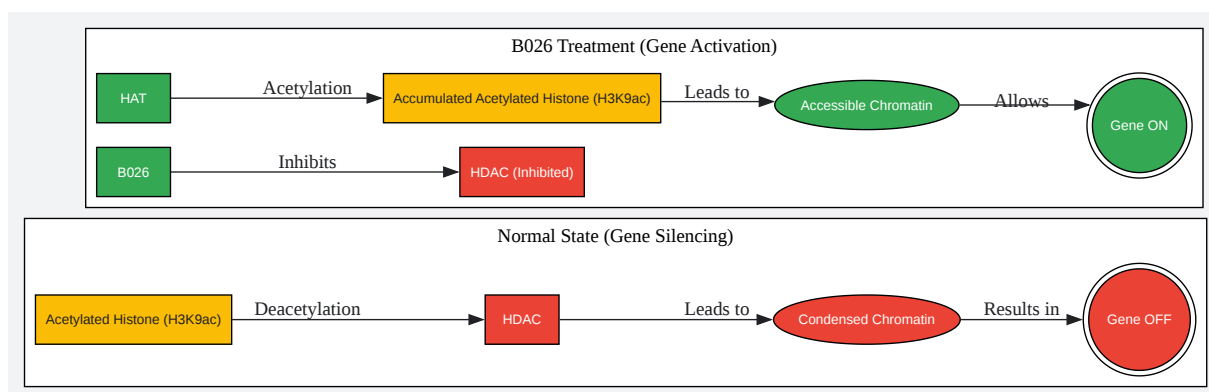 B026 Treatment (Gene Activation)
HAT
Acetylation
Accumulated Acetylated Histone (H3K9ac)
Leads to
Accessible Chromatin
Allows
Gene ON
B026
Inhibits
HDAC (Inhibited)
Normal State (Gene Silencing)
Acetylated Histone (H3K9ac)
Deacetylation
HDAC
Leads to
Condensed Chromatin
Results in
Gene OFF